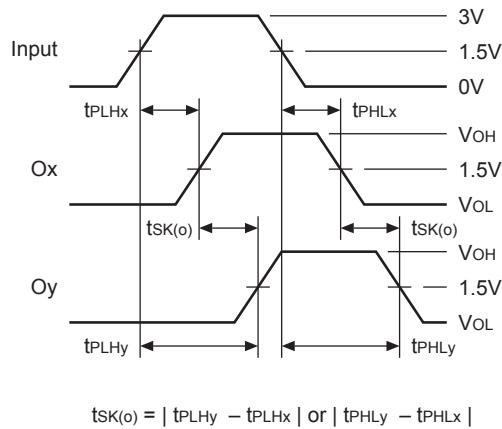 3V
Input
1.5V
0V
tPLHx
tPHLx
VOH
Ox
1.5V
VOL
tSK(o)
tSK(o)
VOH
Oy
1.5V
VOL
tPLHy
tPHLy
tSK(o) = | tPLHy – tPLHx | or | tPHLy – tPHLx |